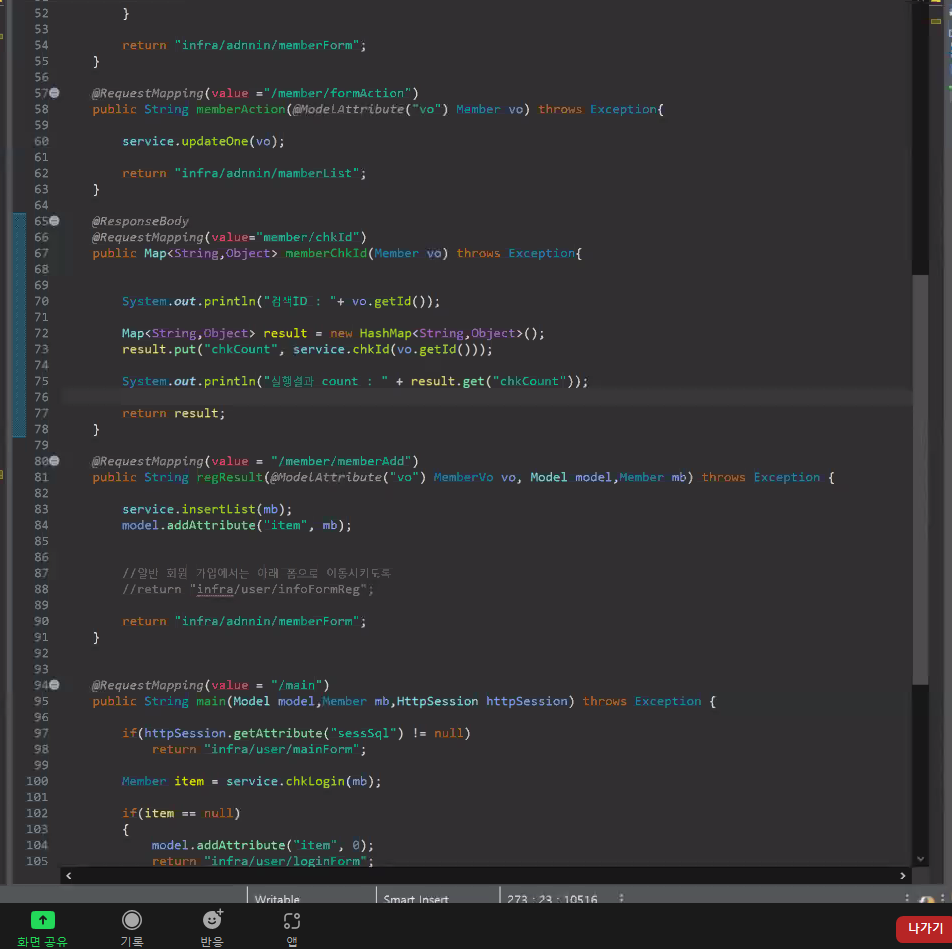 52 }
53
54 return "infra/adnnin/memberForm";
55 }
56
57 @RequestMapping(value ="/member/formAction")
58 public String memberAction(@ModelAttribute("vo") Member vo) throws Exception{
59
60 service.updateOne(vo);
61
62 return "infra/adnnin/mamberList";
63 }
64
65 @ResponseBody
66 @RequestMapping(value="member/chkId")
67 public Map<String,Object> memberChkId(Member vo) throws Exception{
68
69
70 System.out.println("검색ID : "+ vo.getId());
71
72 Map<String,Object> result = new HashMap<String,Object>();
73 result.put("chkCount", service.chkId(vo.getId()));
74
75 System.out.println("실행결과 count : " + result.get("chkCount"));
76
77 return result;
78 }
79
80 @RequestMapping(value = "/member/memberAdd")
81 public String regResult(@ModelAttribute("vo") MemberVo vo, Model model,Member mb) throws Exception {
82
83 service.insertList(mb);
84 model.addAttribute("item", mb);
85
86
87 //일반 회원 가입에서는 아래 폼으로 이동시키도록
88 //return "infra/user/infoFormReg";
89
90 return "infra/adnnin/memberForm";
91 }
92
93
94 @RequestMapping(value = "/main")
95 public String main(Model model,Member mb,HttpSession httpSession) throws Exception {
96
97 if(httpSession.getAttribute("sessSql") != null)
98 return "infra/user/mainForm";
99
100 Member item = service.chkLogin(mb);
101
102 if(item == null)
103 {
104 model.addAttribute("item", 0);
105 return "infra/user/loginForm";
Writable Smart Insert 273 : 23 : 10516
화면 공유 기록 반응 앱 나가기